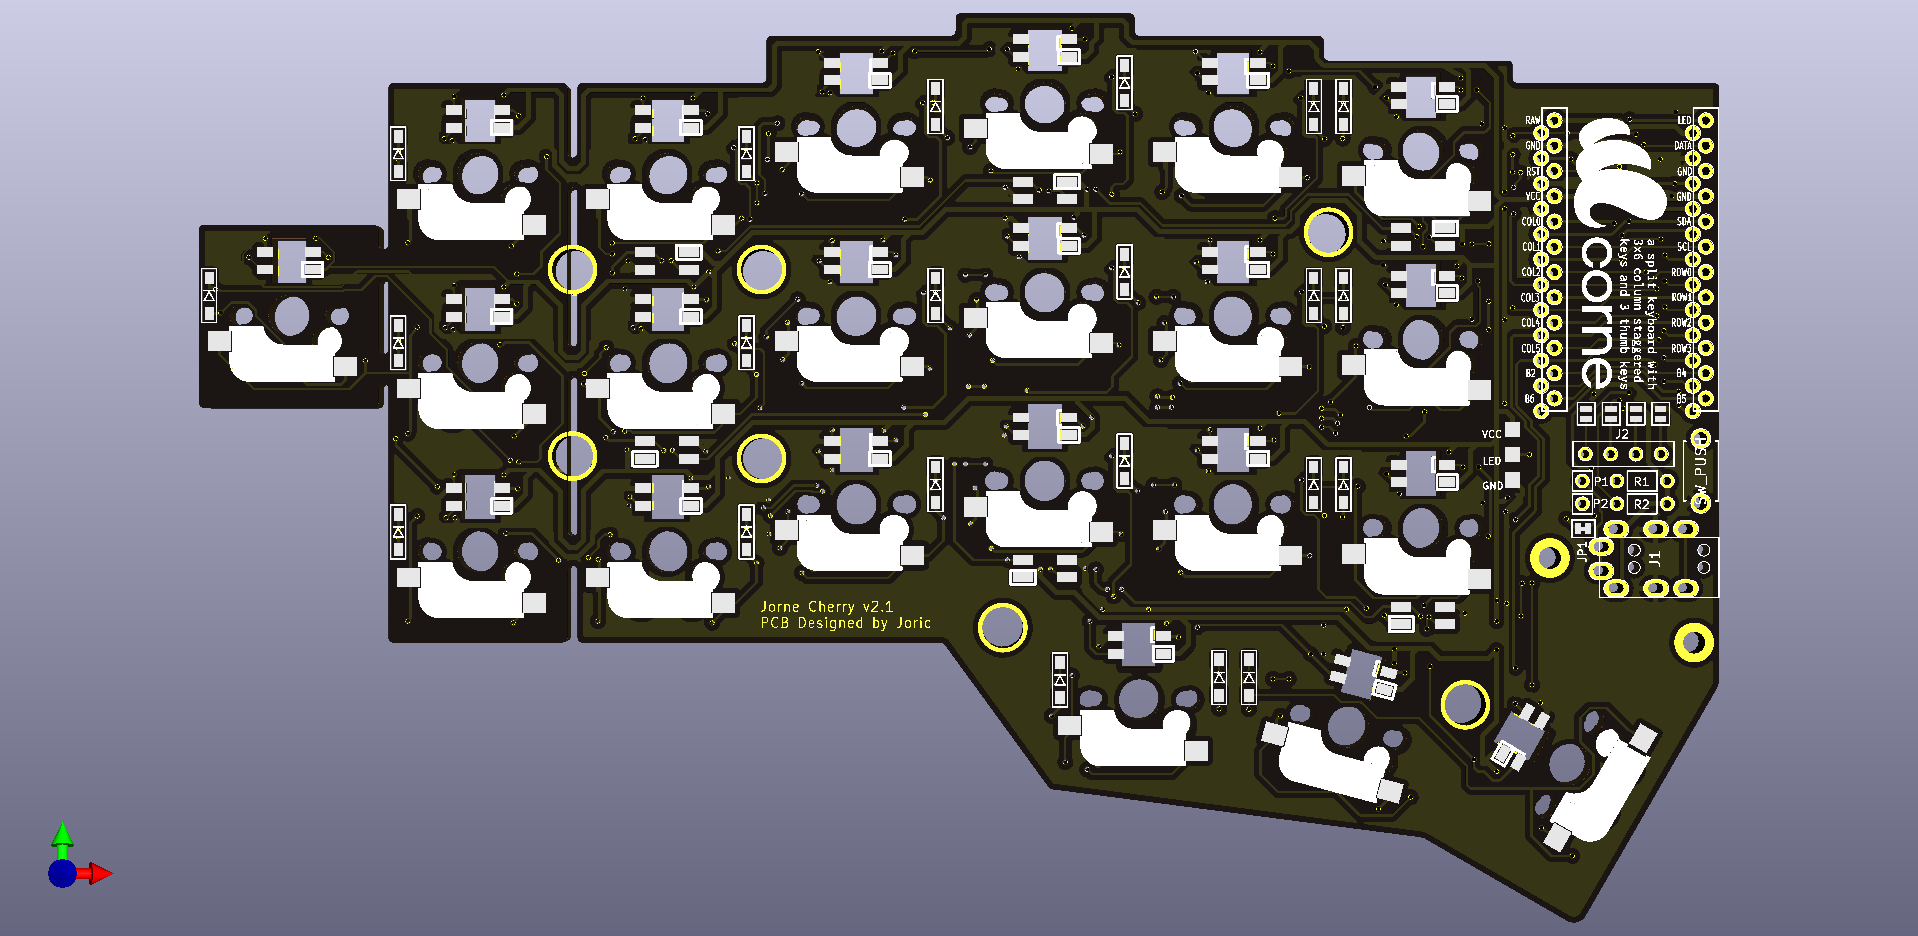 RAW
GND
RST
VCC
COL0
COL1
COL2
COL3
COL4
COL5
B2
B6
LED
DATA
GND
GND
SDA
SCL
ROW0
ROW1
ROW2
ROW3
B4
B5
corne
a split keyboard with
3x6 column staggered
keys and 3 thumb keys
J2
VCC
LED
GND
P1
R1
P2
R2
JP1
J1
Jorne Cherry v2.1
PCB Designed by Joric